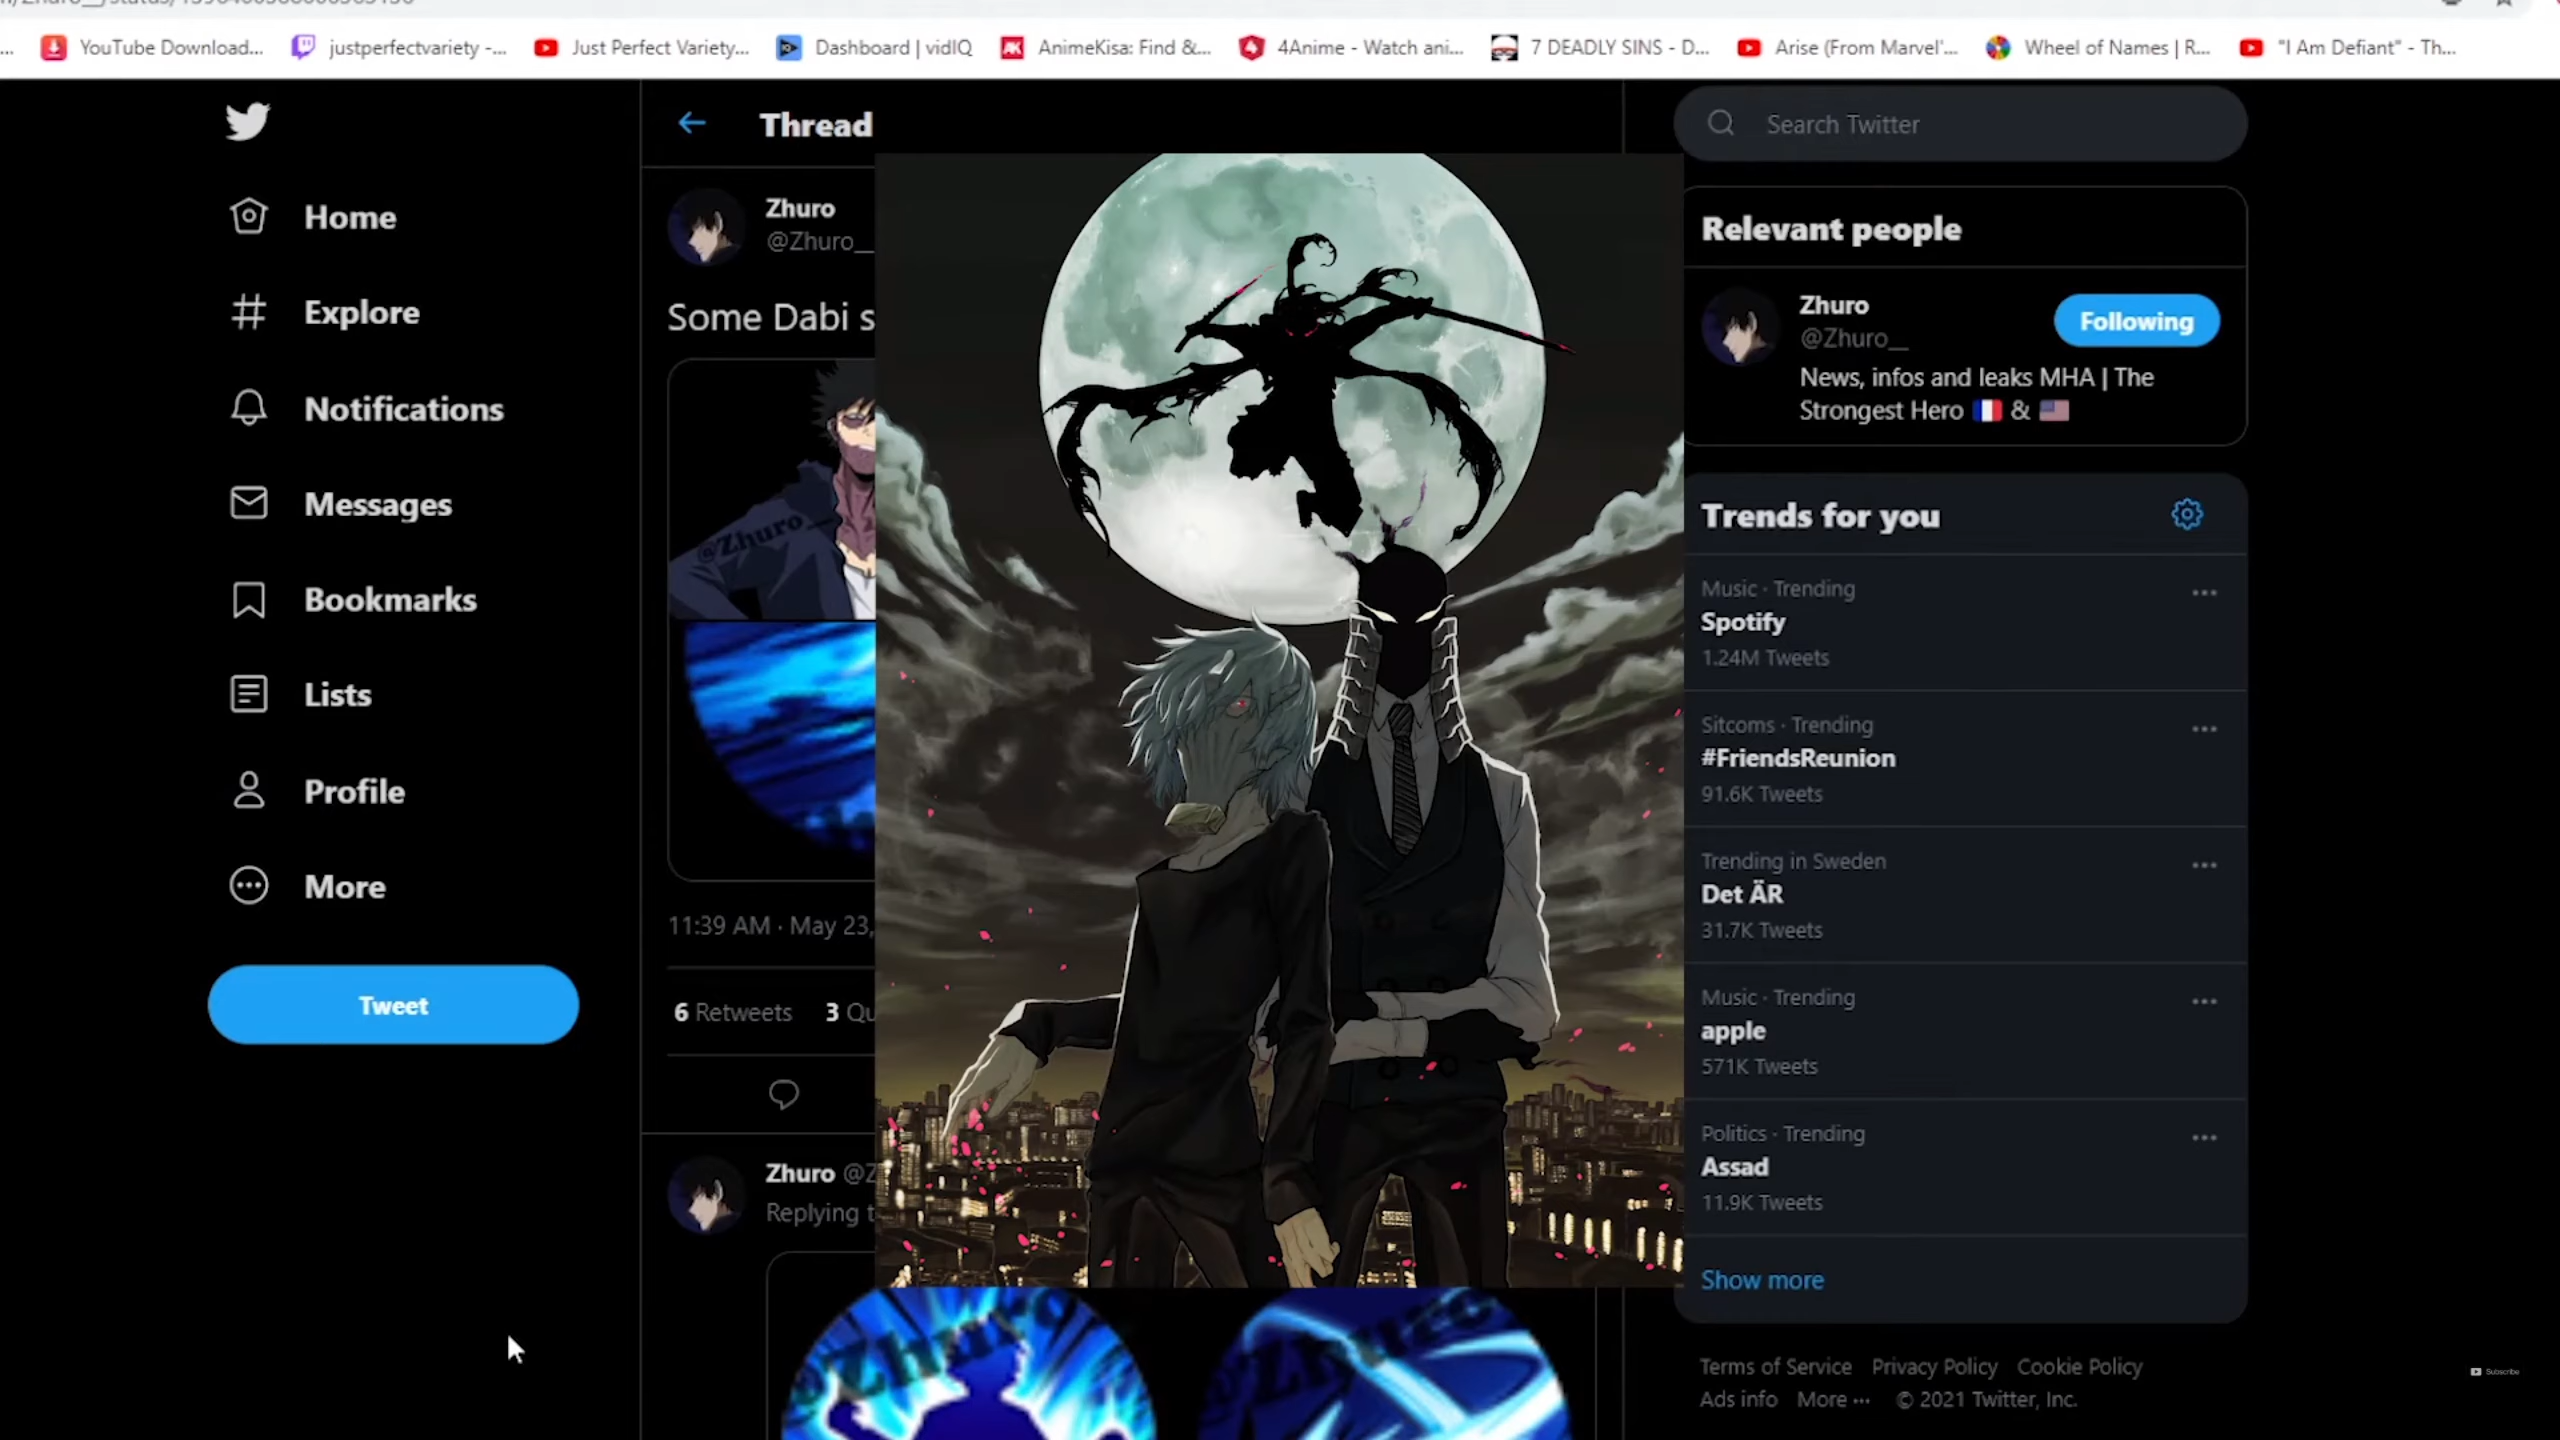 YouTube Download...
justperfectvariety -...
Just Perfect Variety...
Dashboard | vidIQ
AnimeKisa: Find &...
4Anime - Watch ani...
7 DEADLY SINS - D...
Arise (From Marvel'...
Wheel of Names | R...
"I Am Defiant" - Th...
Home
Explore
Notifications
Messages
Bookmarks
Lists
Profile
More
Tweet
Thread
Zhuro
@Zhuro__
Some Dabi s
@Zhuro__
11:39 AM · May 23,
6 Retweets 3 Qu
Zhuro @Z
Replying t
Search Twitter
Relevant people
Zhuro
@Zhuro__
Following
News, infos and leaks MHA | The
Strongest Hero 🇫🇷 & 🇺🇸
Trends for you
Music · Trending
Spotify
1.24M Tweets
Sitcoms · Trending
#FriendsReunion
91.6K Tweets
Trending in Sweden
Det ÄR
31.7K Tweets
Music · Trending
apple
571K Tweets
Politics · Trending
Assad
11.9K Tweets
Show more
Terms of Service Privacy Policy Cookie Policy
Ads info More ··· © 2021 Twitter, Inc.
Subscribe